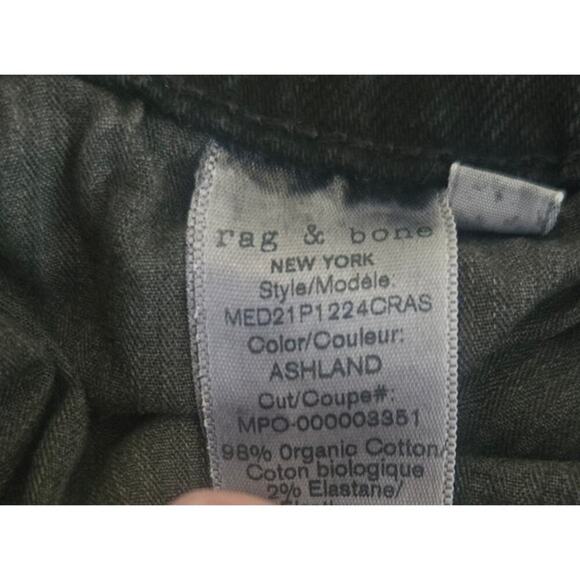 rag & bone
NEW YORK
Style/Modèle:
MED21P1224CRAS
Color/Couleur:
ASHLAND
Cut/Coupe#:
MPO-000003351
98% Organic Cotton/
Coton biologique
2% Elastane/